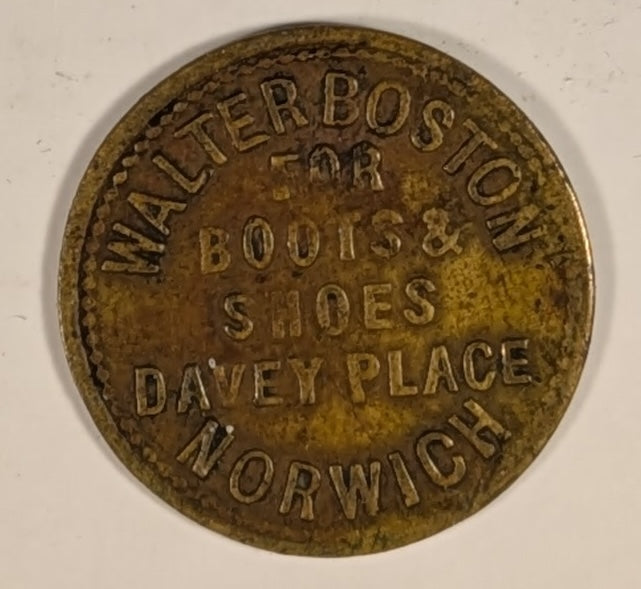 WALTER BOSTON
FOR
BOOTS &
SHOES
DAVEY PLACE
NORWICH